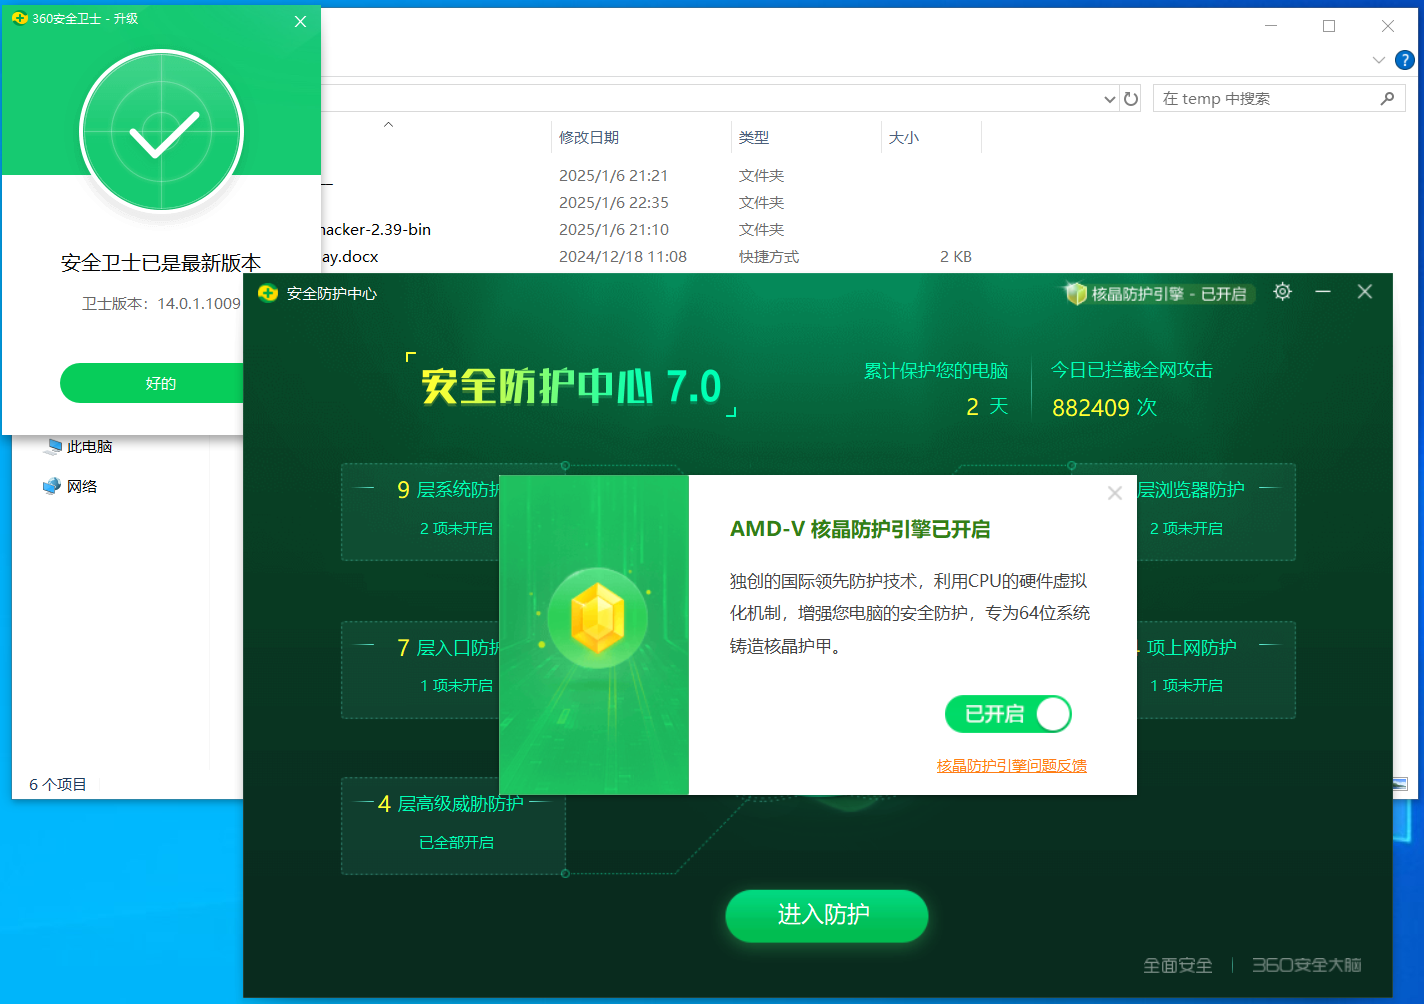 360安全卫士 - 升级
安全卫士已是最新版本
卫士版本：14.0.1.1009
好的
在 temp 中搜索
修改日期
类型
大小
2025/1/6 21:21
文件夹
2025/1/6 22:35
文件夹
hacker-2.39-bin
2025/1/6 21:10
文件夹
ay.docx
2024/12/18 11:08
快捷方式
2 KB
此电脑
网络
6 个项目
安全防护中心
核晶防护引擎 - 已开启
安全防护中心 7.0
累计保护您的电脑
2 天
今日已拦截全网攻击
882409 次
9 层系统防护
2 项未开启
层浏览器防护
2 项未开启
7 层入口防护
1 项未开启
项上网防护
1 项未开启
4 层高级威胁防护
已全部开启
AMD-V 核晶防护引擎已开启
独创的国际领先防护技术，利用CPU的硬件虚拟
化机制，增强您电脑的安全防护，专为64位系统
铸造核晶护甲。
已开启
核晶防护引擎问题反馈
进入防护
全面安全
360安全大脑